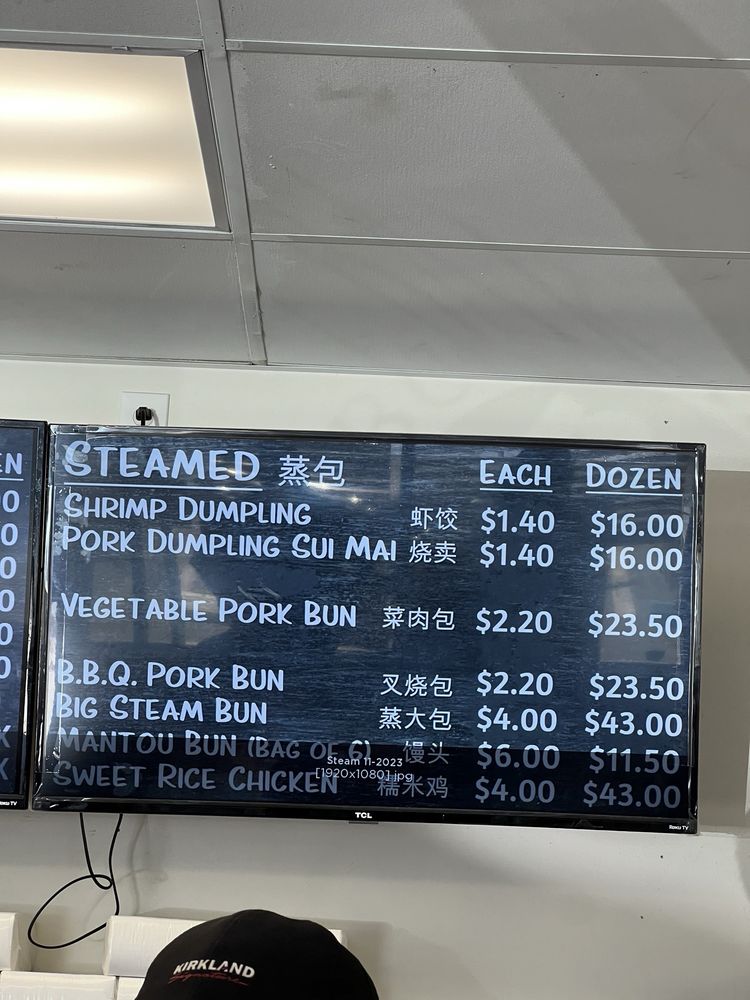 EN
STEAMED 蒸包 EACH DOZEN
SHRIMP DUMPLING 虾饺 $1.40 $16.00
PORK DUMPLING SUI MAI 烧卖 $1.40 $16.00
VEGETABLE PORK BUN 菜肉包 $2.20 $23.50
B.B.Q. PORK BUN 叉烧包 $2.20 $23.50
BIG STEAM BUN 蒸大包 $4.00 $43.00
MANTOU BUN (BAG OF 6) 馒头 $6.00 $11.50
Steam 11-2023
[1920x1080] jpg
SWEET RICE CHICKEN 糯米鸡 $4.00 $43.00
TCL
Roku TV
Roku TV
KIRKLAND
Signature